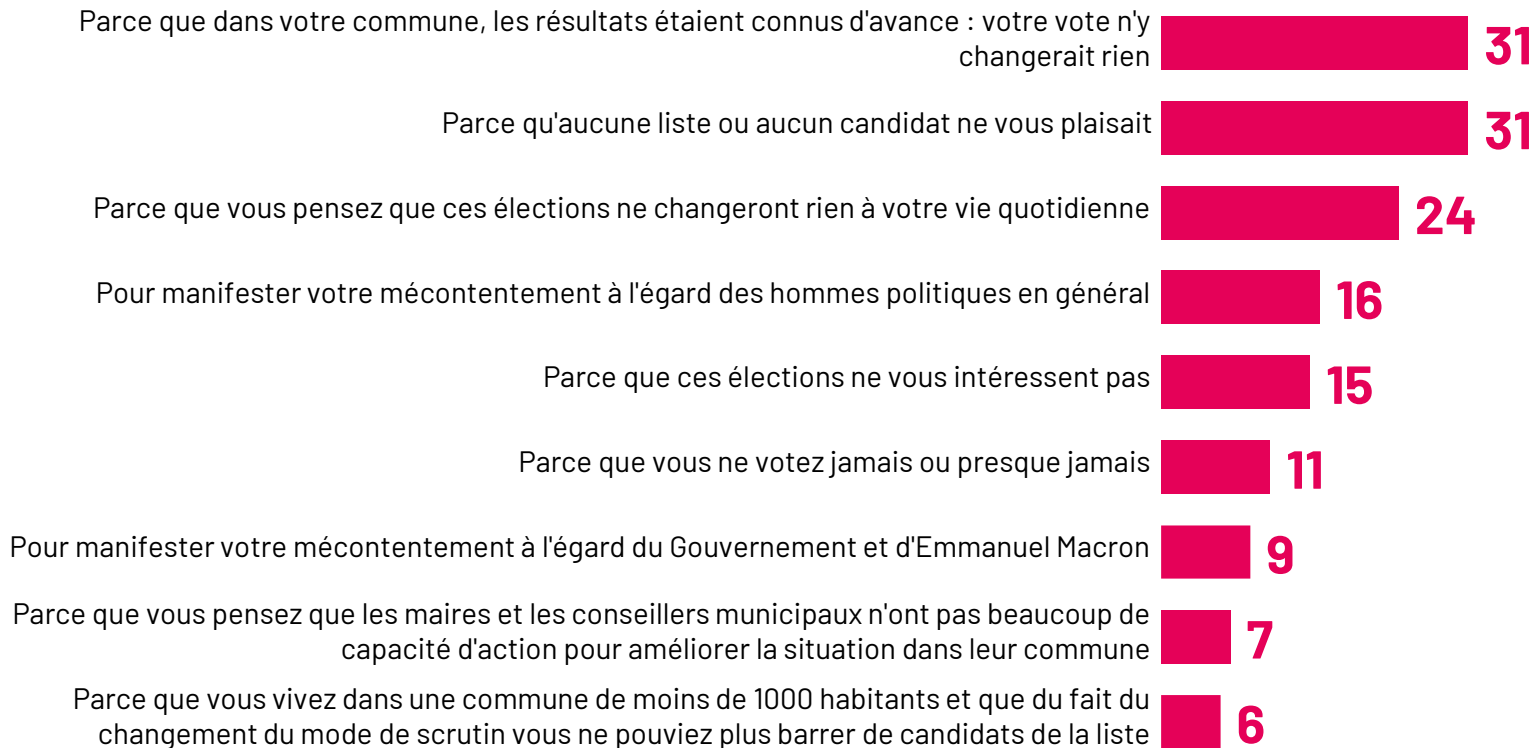 Parce que dans votre commune, les résultats étaient connus d'avance : votre vote n'y
changerait rien
31
Parce qu'aucune liste ou aucun candidat ne vous plaisait
31
Parce que vous pensez que ces élections ne changeront rien à votre vie quotidienne
24
Pour manifester votre mécontentement à l'égard des hommes politiques en général
16
Parce que ces élections ne vous intéressent pas
15
Parce que vous ne votez jamais ou presque jamais
11
Pour manifester votre mécontentement à l'égard du Gouvernement et d'Emmanuel Macron
9
Parce que vous pensez que les maires et les conseillers municipaux n'ont pas beaucoup de
capacité d'action pour améliorer la situation dans leur commune
7
Parce que vous vivez dans une commune de moins de 1000 habitants et que du fait du
changement du mode de scrutin vous ne pouviez plus barrer de candidats de la liste
6